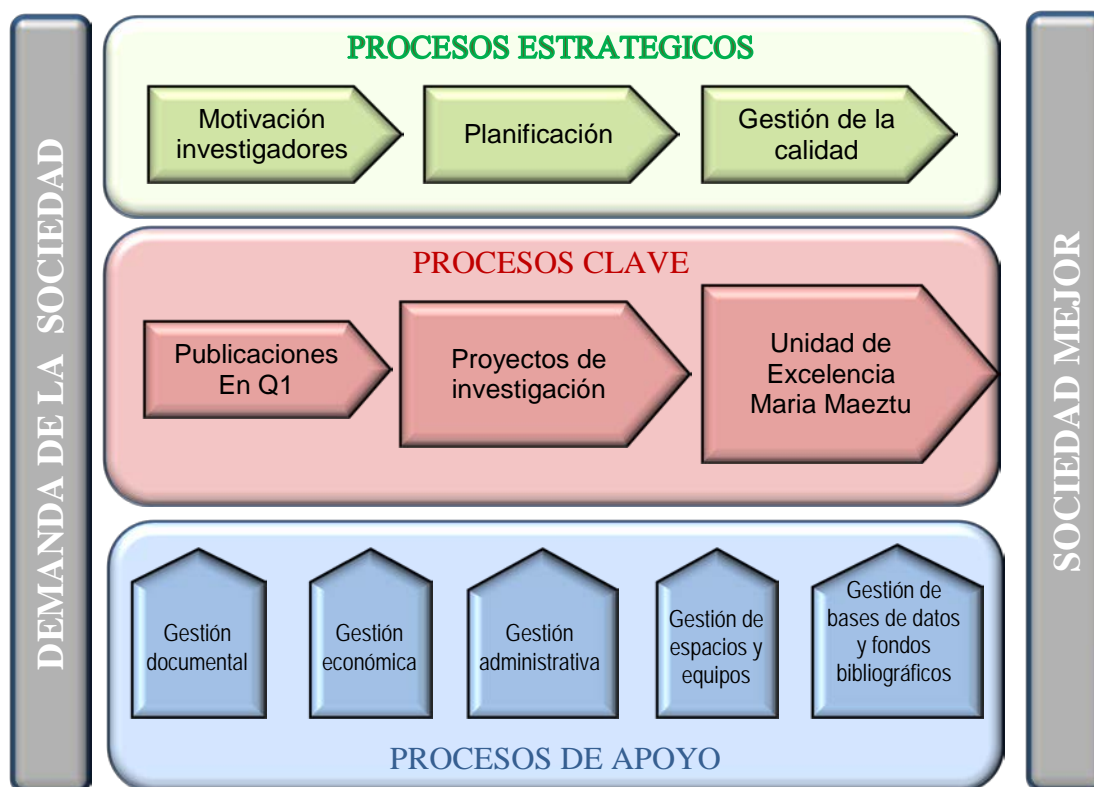 DEMANDA DE LA SOCIEDAD
PROCESOS ESTRATEGICOS
Motivación
investigadores
Planificación
Gestión de la
calidad
PROCESOS CLAVE
Publicaciones
En Q1
Proyectos de
investigación
Unidad de
Excelencia
Maria Maeztu
Gestión
documental
Gestión
económica
Gestión
administrativa
Gestión de
espacios y
equipos
Gestión de
bases de datos
y fondos
bibliográficos
PROCESOS DE APOYO
SOCIEDAD MEJOR